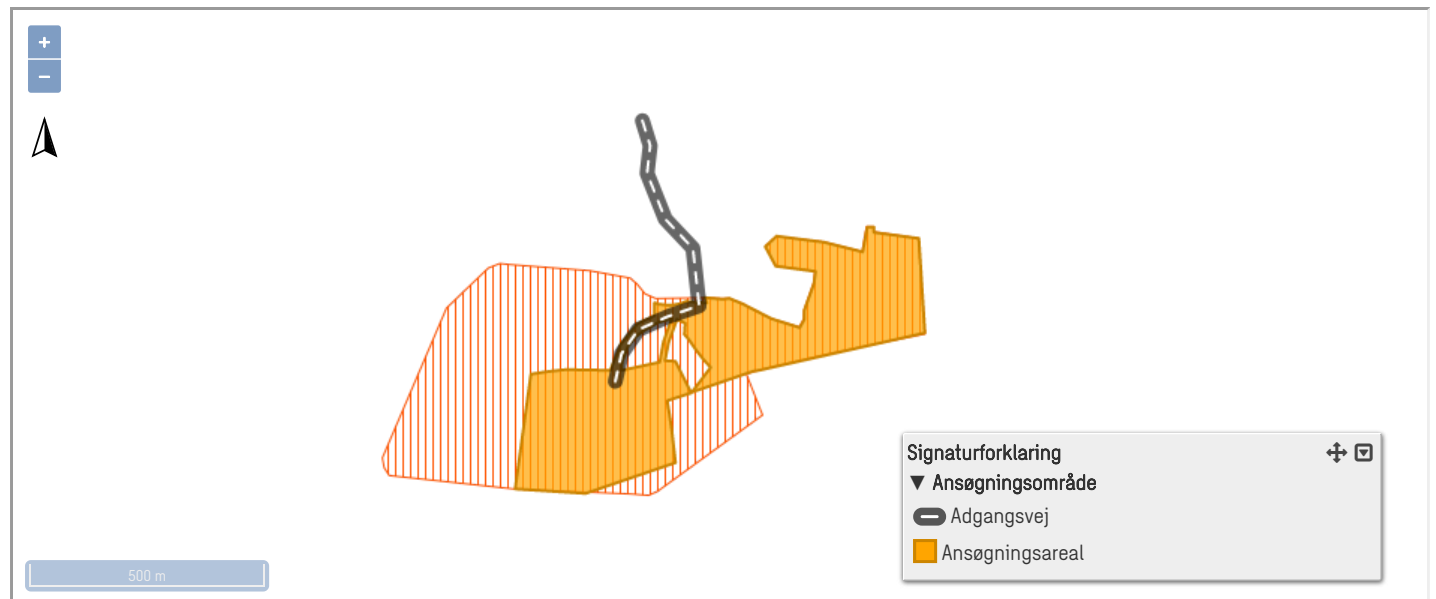 +
−
Signaturforklaring
▼ Ansøgningsområde
Adgangsvej
Ansøgningsareal
500 m